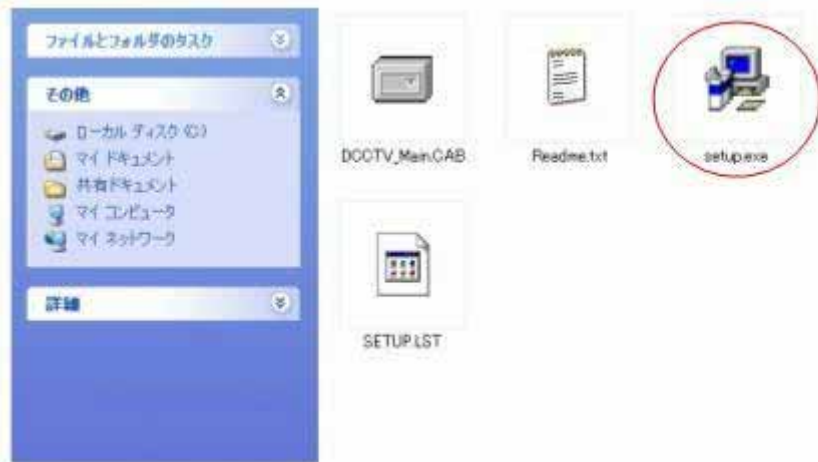 ファイルとフォルダのタスク
その他
ローカル ディスク (C:)
マイ ドキュメント
共有ドキュメント
マイ コンピュータ
マイ ネットワーク
詳細
DCCTV_Main.CAB
Readme.txt
setup.exe
SETUP.LST